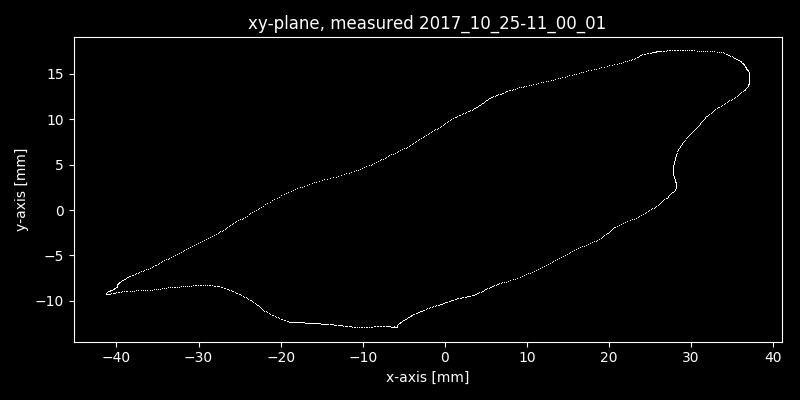 xy-plane, measured 2017_10_25-11_00_01
y-axis [mm]
15
10
5
0
−5
−10
−40 −30 −20 −10 0 10 20 30 40
x-axis [mm]